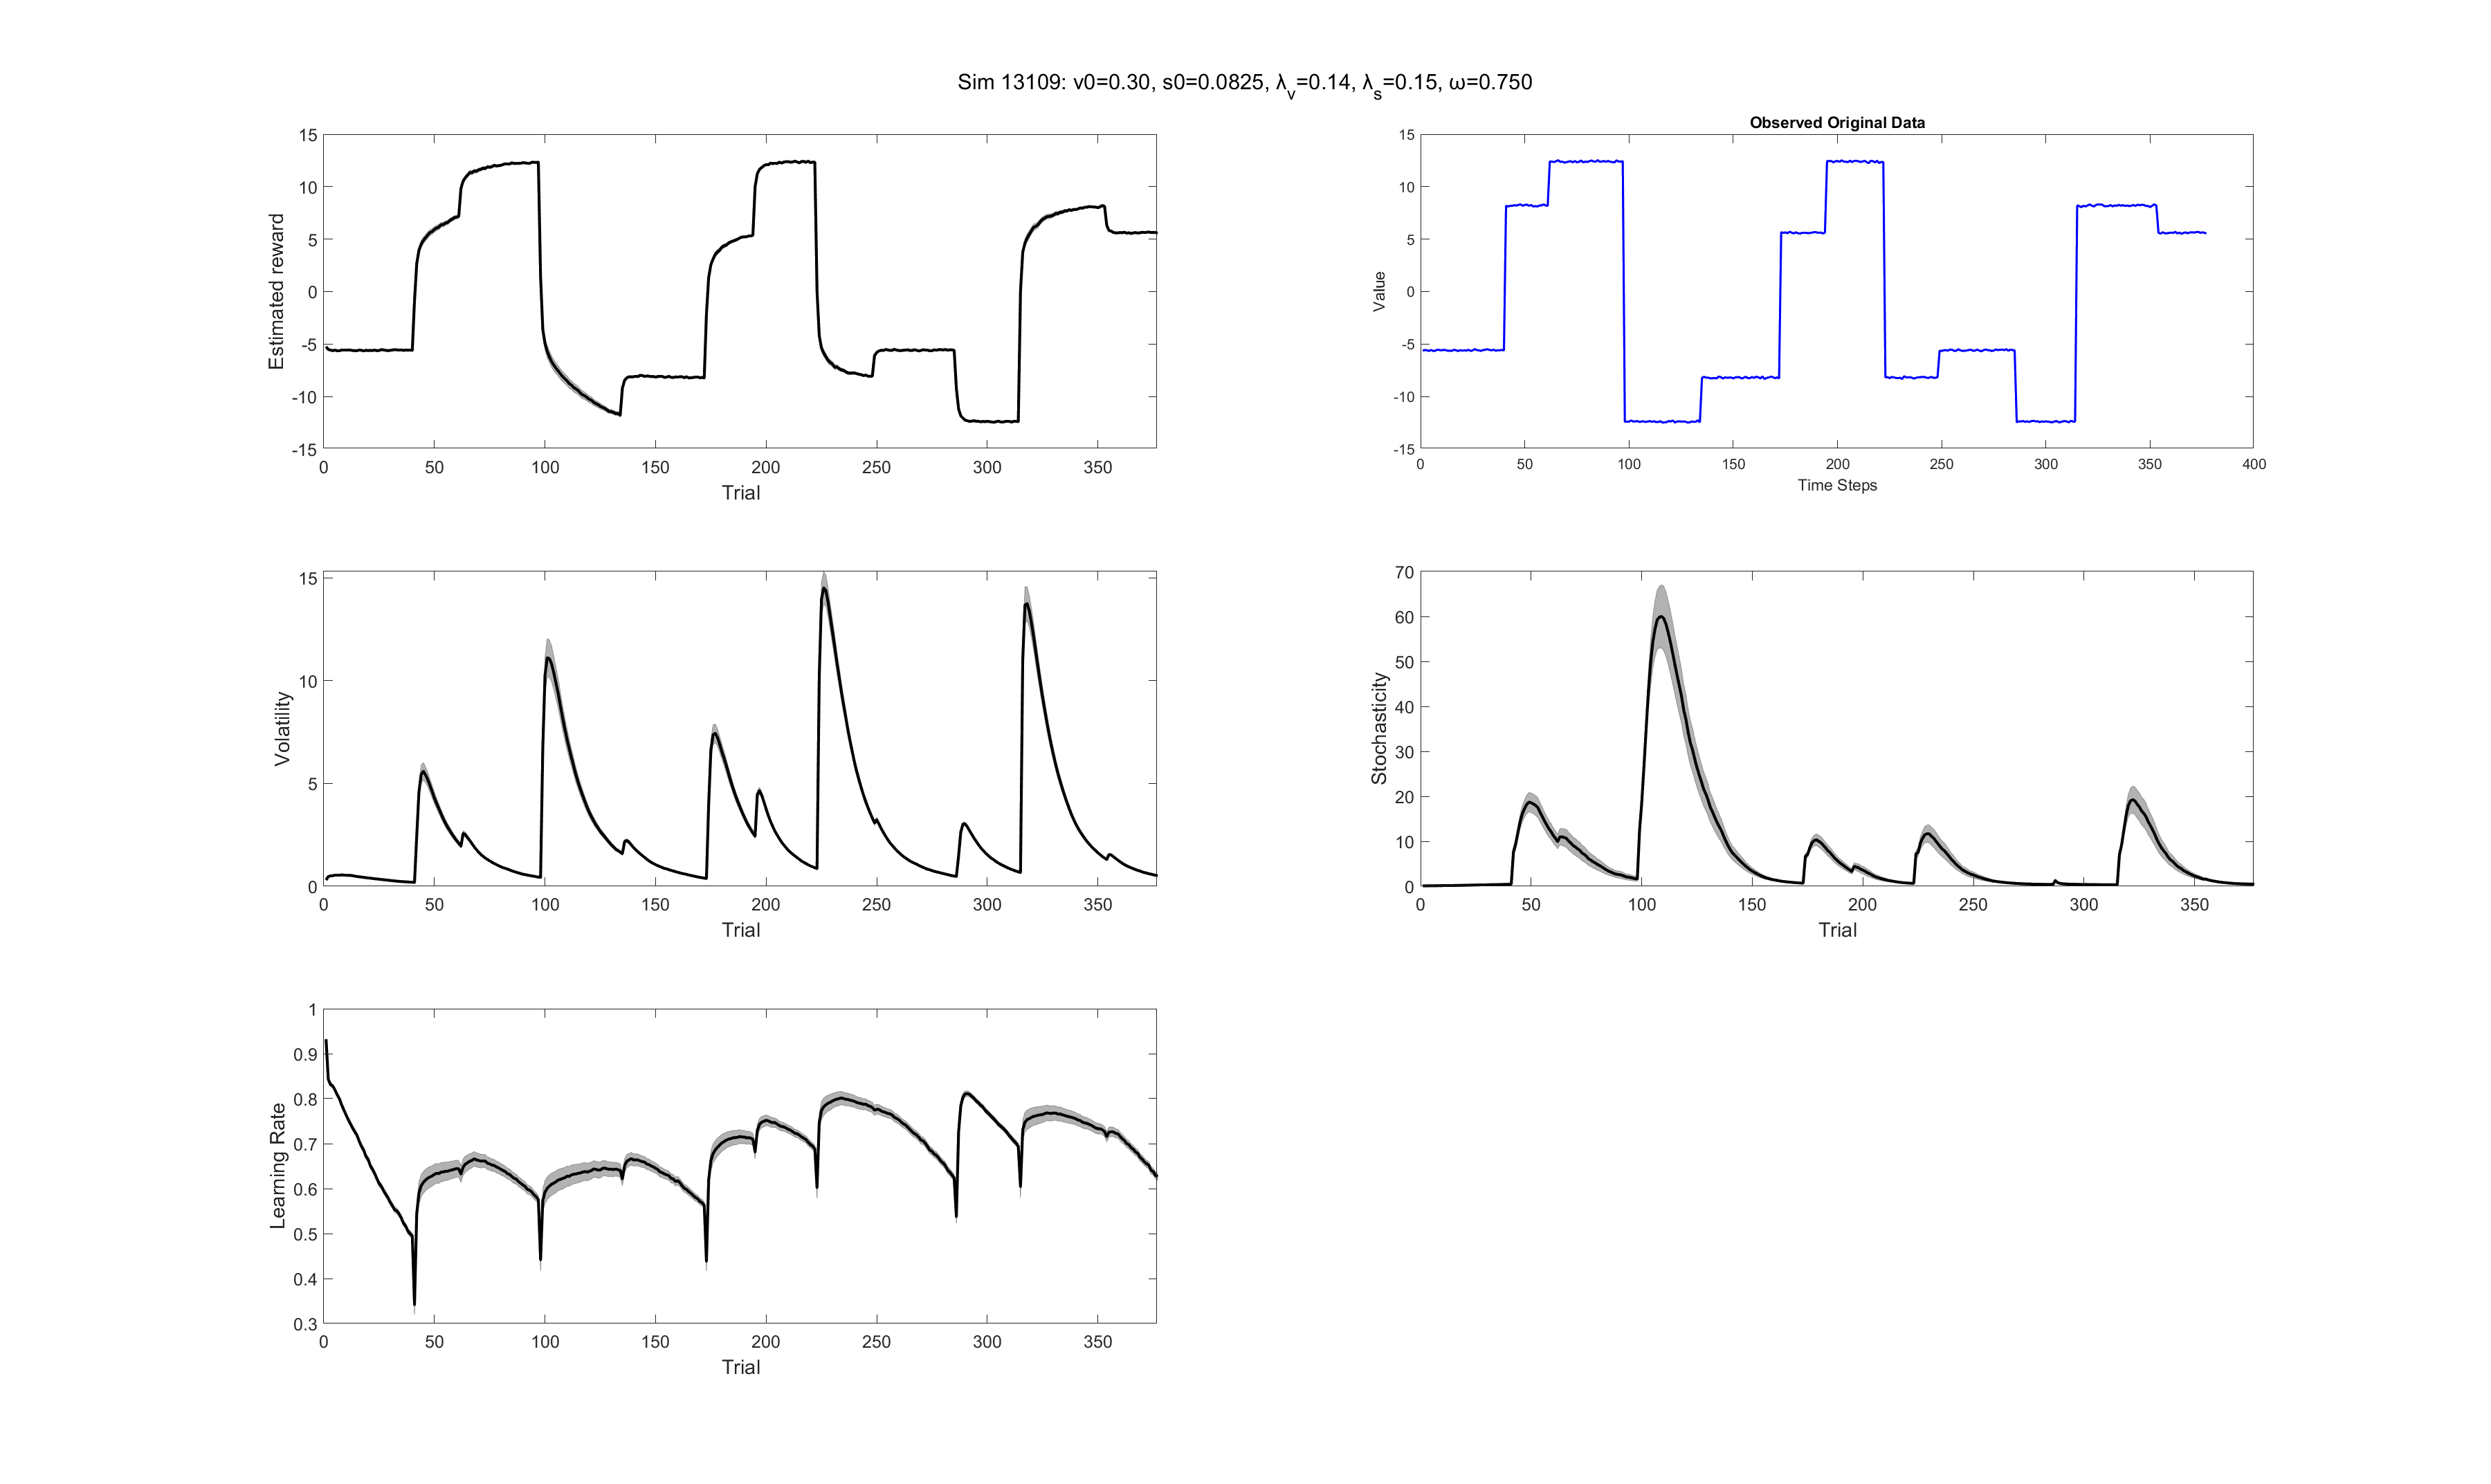 Sim 13109: v0=0.30, s0=0.0825, λv=0.14, λs=0.15, ω=0.750
15
10
5
0
-5
-10
-15
Estimated reward
0 50 100 150 200 250 300 350
Trial
Observed Original Data
15
10
5
0
-5
-10
-15
Value
0 50 100 150 200 250 300 350 400
Time Steps
15
10
5
0
Volatility
0 50 100 150 200 250 300 350
Trial
70
60
50
40
30
20
10
0
Stochasticity
0 50 100 150 200 250 300 350
Trial
1
0.9
0.8
0.7
0.6
0.5
0.4
0.3
Learning Rate
0 50 100 150 200 250 300 350
Trial